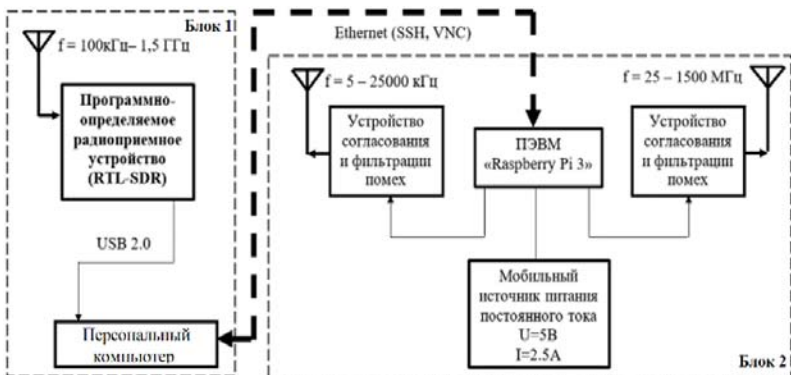 Блок 1
f = 100кГц– 1,5 ГГц
Программно-
определяемое
радиоприемное
устройство
(RTL-SDR)
USB 2.0
Персональный
компьютер
Ethernet (SSH, VNC)
f = 5 – 25000 кГц
Устройство
согласования
и фильтрации
помех
ПЭВМ
«Raspberry Pi 3»
f = 25 – 1500 МГц
Устройство
согласования
и фильтрации
помех
Мобильный
источник питания
постоянного тока
U=5В
I=2.5А
Блок 2